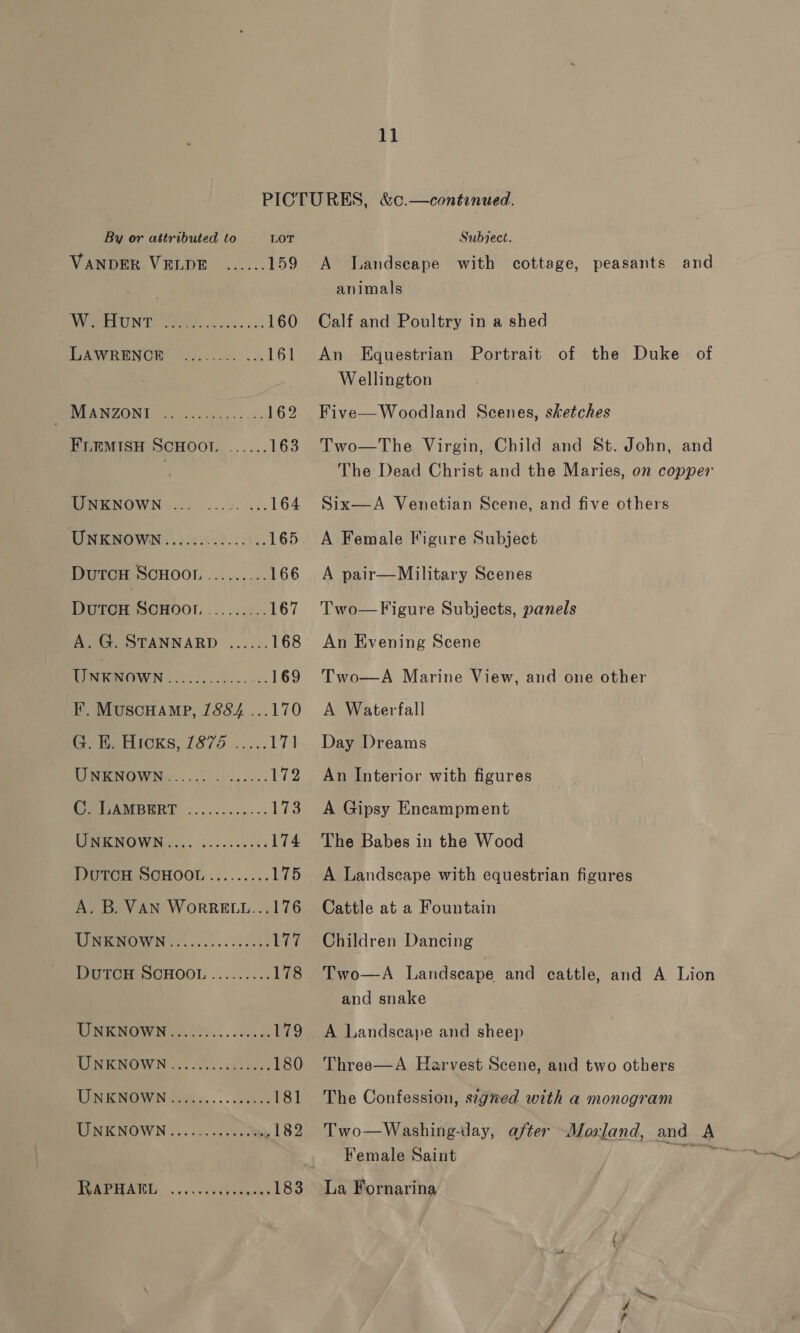 11
PICTURES, &c.—continued.
By or attributed to LOT Subject.
VANDER VELDE ......159 A Landscape with cottage, peasants and
animals
W. HUNT ...............160 Calf and Poultry in a shed
LAWRENCE ........ ...161 An Equestrian Portrait of the Duke of
Wellington
MANZONI .. ............162 Five—Woodland Scenes, sketches
FLEMISH SCHOOL ......163 Two—The Virgin, Child and St. John, and
The Dead Christ and the Maries, on copper
UNKNOWN ... ..... ...164 Six—A Venetian Scene, and five others
UNKNOWN..............165 A Female Figure Subject
DUTCH SCHOOL.........166 A pair—Military Scenes
DUTCH SCHOOL.........167 Two—Figure Subjects, panels
A. G. STANNARD ......168 An Evening Scene
UNKNOWN..............169 Two—A Marine View, and one other
F. MUSCHAMP, 1884 ...170 A Waterfall
G. E. HICKS, 1875 .....171 Day Dreams
UNKNOWN...... . ......172 An Interior with figures
C. LAMBERT ............173 A Gipsy Encampment
UNKNOWN.... ..........174 The Babes in the Wood
DUTCH SCHOOL.........175 A Landscape with equestrian figures
A. B. VAN WORRELL...176 Cattle at a Fountain
UNKNOWN..............177 Children Dancing
DUTCH SCHOOL.........178 Two—A Landscape and cattle, and A Lion
and snake
UNKNOWN..............179 A Landscape and sheep
UNKNOWN..............180 Three—A Harvest Scene, and two others
UNKNOWN..............181 The Confession, signed with a monogram
UNKNOWN..............182 Two—Washing-day, after Morland, and A
Female Saint
RAPHAEL ...............183 La Fornarina